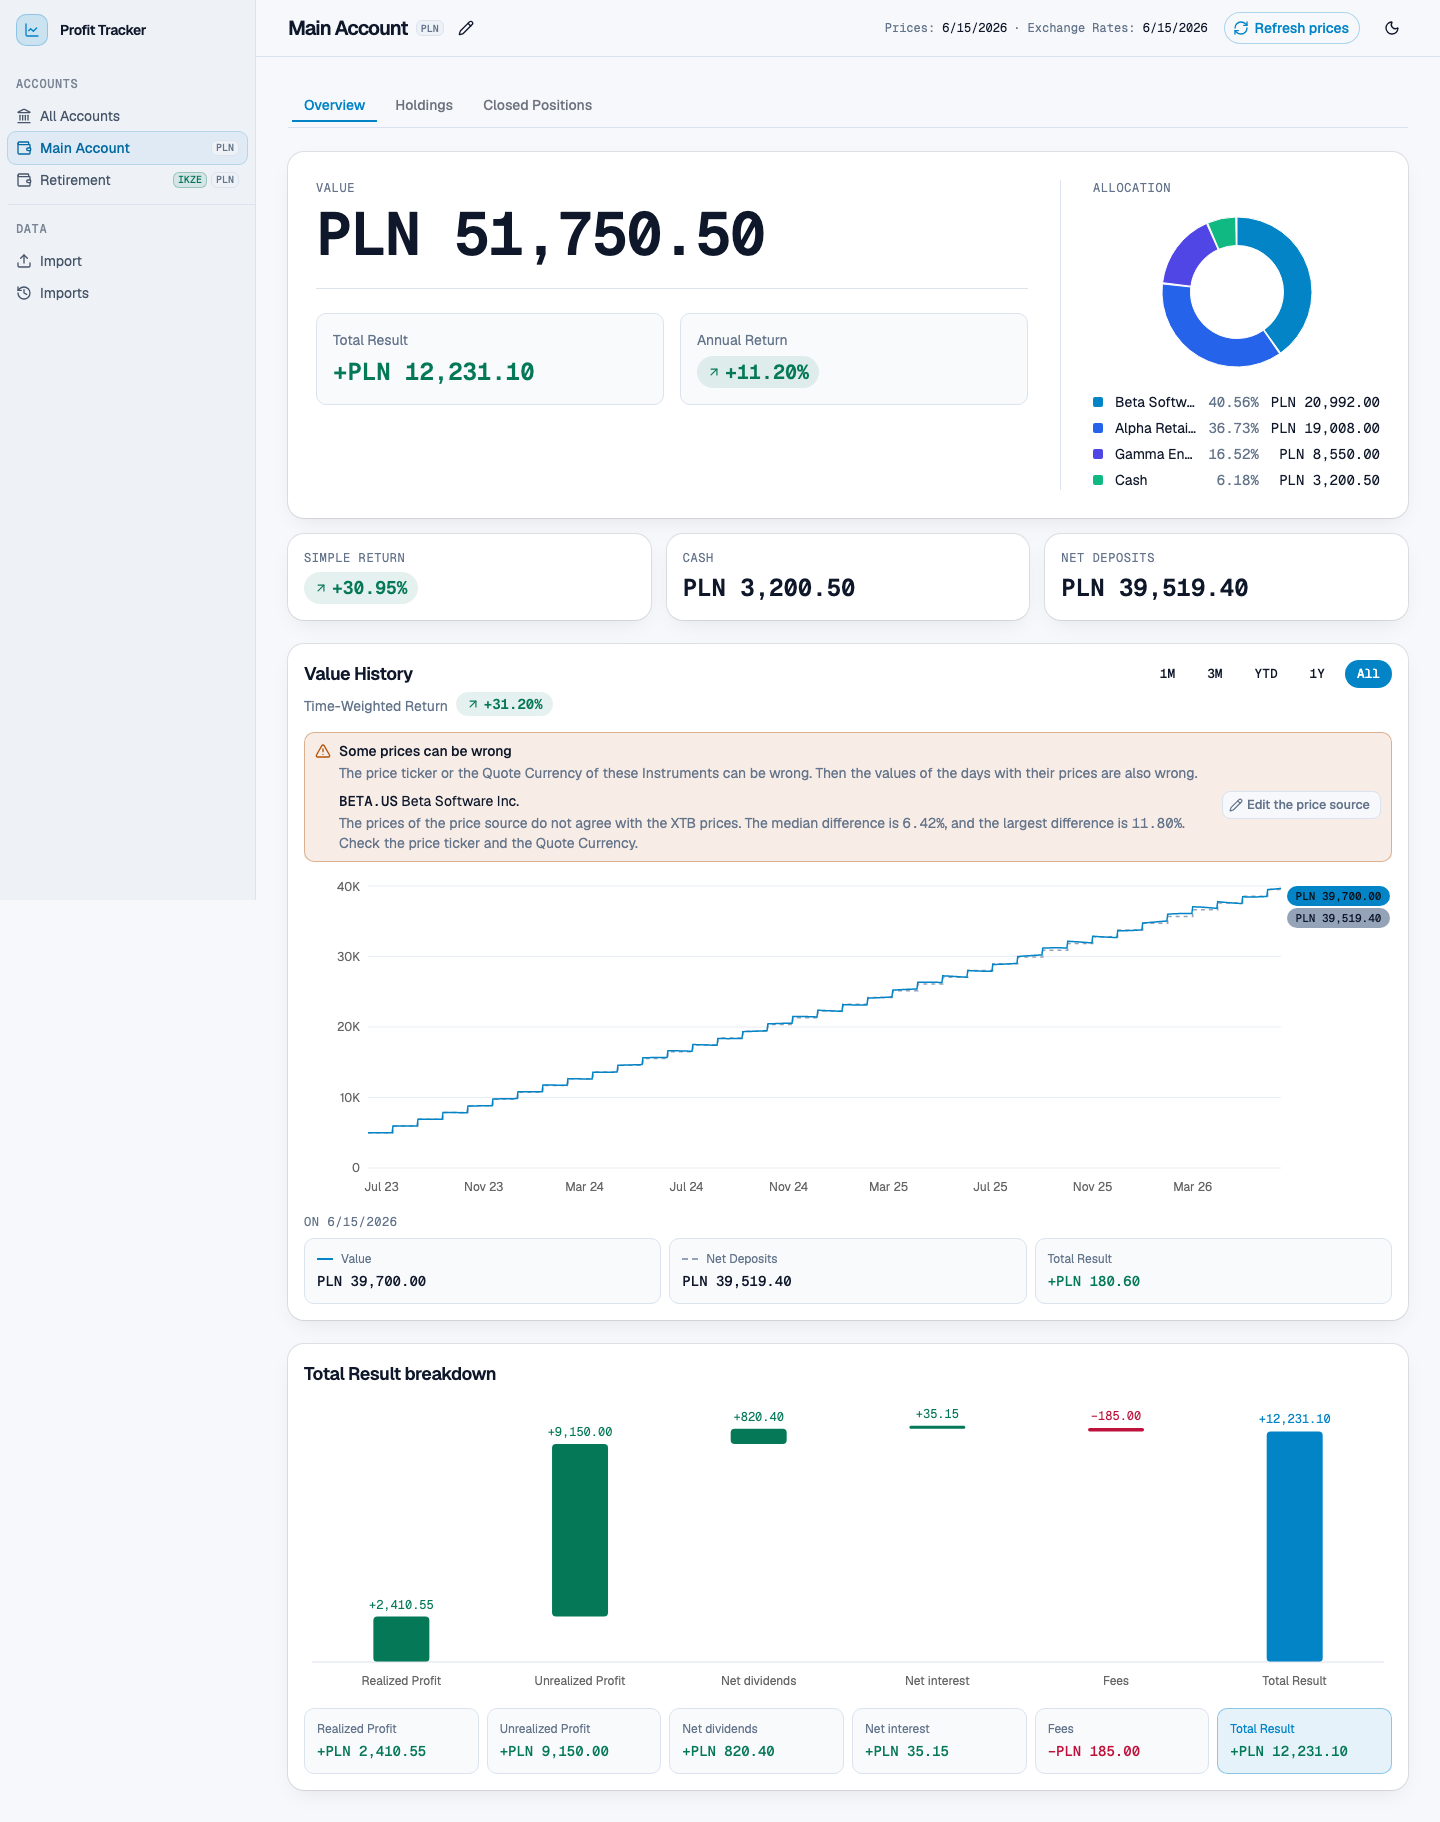 Profit Tracker
ACCOUNTS
All Accounts
Main Account PLN
Retirement IKZE PLN
DATA
Import
Imports
Main Account PLN
Prices: 6/15/2026 · Exchange Rates: 6/15/2026
Refresh prices
Overview Holdings Closed Positions
VALUE
PLN 51,750.50
Total Result
+PLN 12,231.10
Annual Return
+11.20%
ALLOCATION
Beta Softw… 40.56% PLN 20,992.00
Alpha Retai… 36.73% PLN 19,008.00
Gamma En… 16.52% PLN 8,550.00
Cash 6.18% PLN 3,200.50
SIMPLE RETURN
+30.95%
CASH
PLN 3,200.50
NET DEPOSITS
PLN 39,519.40
Value History
1M 3M YTD 1Y All
Time-Weighted Return +31.20%
Some prices can be wrong
The price ticker or the Quote Currency of these Instruments can be wrong. Then the values of the days with their prices are also wrong.
BETA.US Beta Software Inc.
Edit the price source
The prices of the price source do not agree with the XTB prices. The median difference is 6.42%, and the largest difference is 11.80%.
Check the price ticker and the Quote Currency.
40K
30K
20K
10K
0
PLN 39,700.00
PLN 39,519.40
Jul 23 Nov 23 Mar 24 Jul 24 Nov 24 Mar 25 Jul 25 Nov 25 Mar 26
ON 6/15/2026
Value
PLN 39,700.00
Net Deposits
PLN 39,519.40
Total Result
+PLN 180.60
Total Result breakdown
+2,410.55
+9,150.00
+820.40
+35.15
−185.00
+12,231.10
Realized Profit Unrealized Profit Net dividends Net interest Fees Total Result
Realized Profit
+PLN 2,410.55
Unrealized Profit
+PLN 9,150.00
Net dividends
+PLN 820.40
Net interest
+PLN 35.15
Fees
−PLN 185.00
Total Result
+PLN 12,231.10